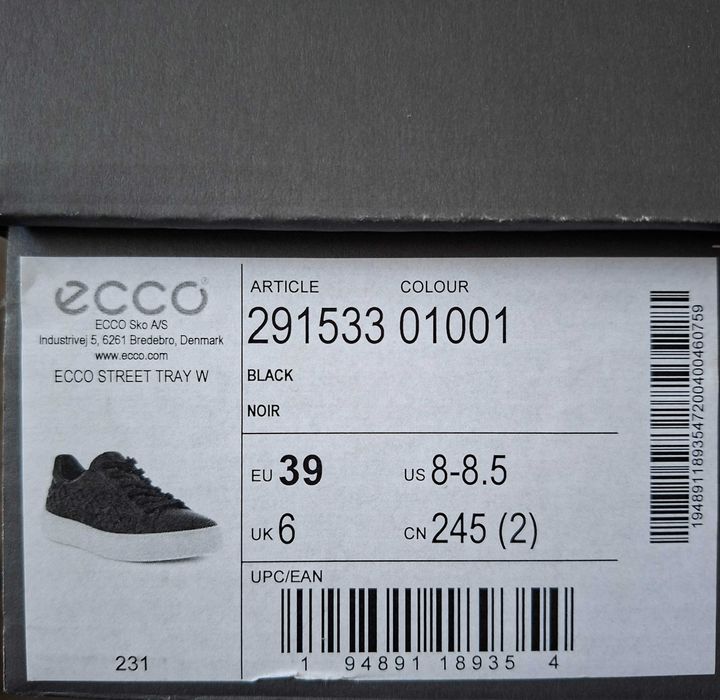 ecco®
ECCO Sko A/S
Industrivej 5, 6261 Bredebro, Denmark
www.ecco.com
ECCO STREET TRAY W
231
ARTICLE COLOUR
291533 01001
BLACK
NOIR
EU 39 US 8-8.5
UK 6 CN 245 (2)
UPC/EAN
1 94891 18935 4
1948911893547200400460759